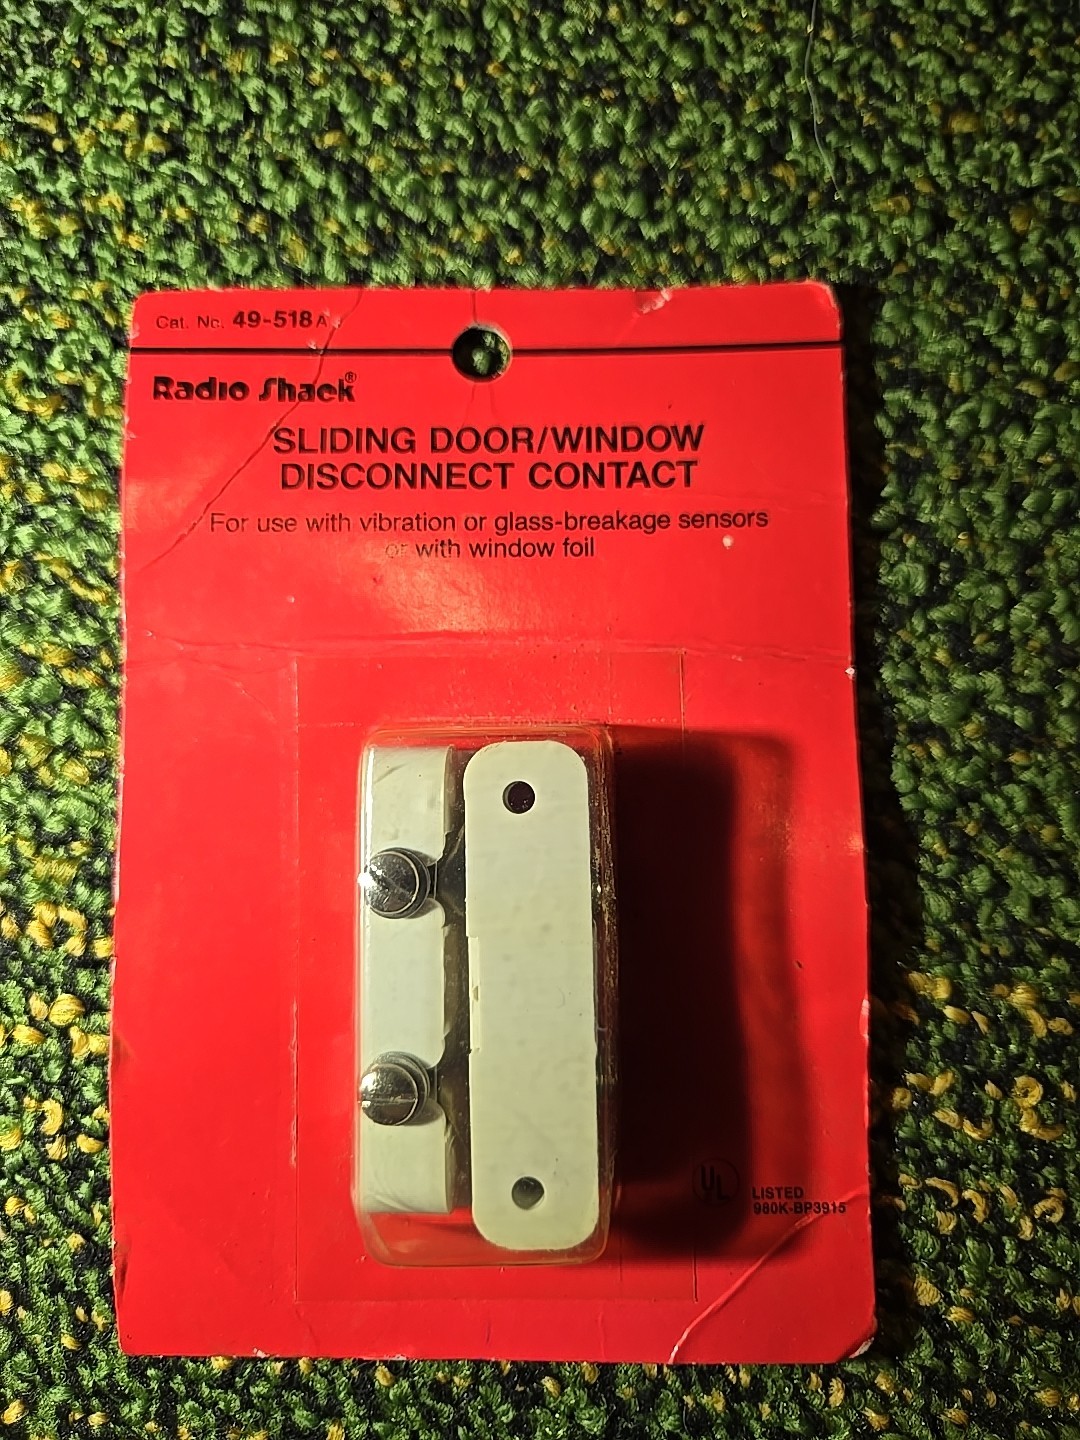 Cat. No. 49-518A
Radio Shack®
SLIDING DOOR/WINDOW
DISCONNECT CONTACT
For use with vibration or glass-breakage sensors
or with window foil
UL LISTED
980K-BP3915